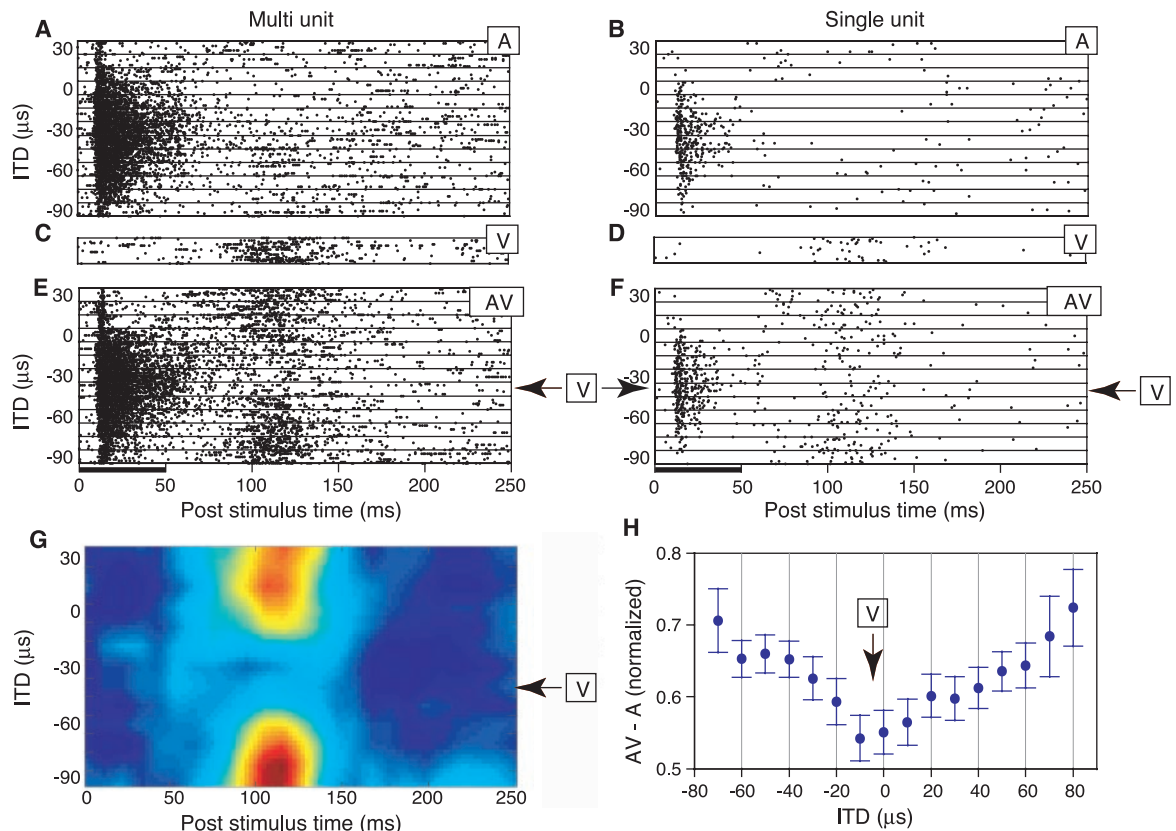 Multi unit
Single unit
A
A
B
A
30
0
-30
-60
-90
ITD (µs)
30
0
-30
-60
-90
C
V
D
V
E
AV
F
AV
30
0
-30
-60
-90
ITD (µs)
V
30
0
-30
-60
-90
V
0
50
100
150
200
250
Post stimulus time (ms)
0
50
100
150
200
250
Post stimulus time (ms)
G
30
0
-30
-60
-90
ITD (µs)
V
0
50
100
150
200
250
Post stimulus time (ms)
H
0.8
0.7
0.6
0.5
AV - A (normalized)
V
-80
-60
-40
-20
0
20
40
60
80
ITD (µs)